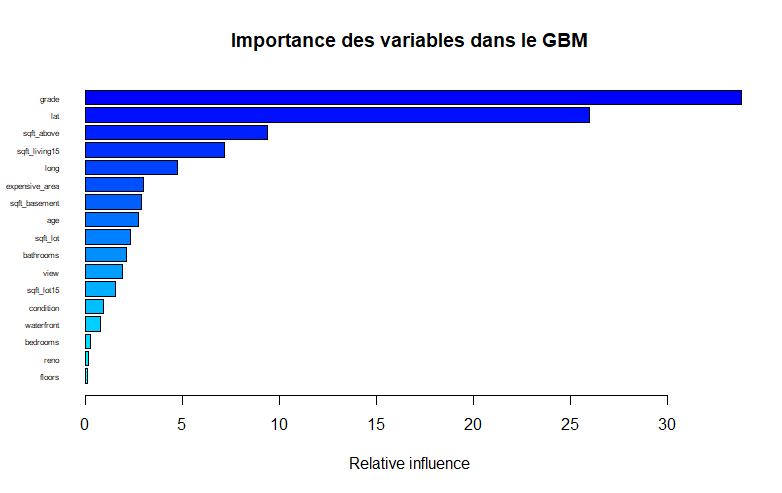 Importance des variables dans le GBM
grade
lat
sqft_above
sqft_living15
long
expensive_area
sqft_basement
age
sqft_lot
bathrooms
view
sqft_lot15
condition
waterfront
bedrooms
reno
floors
0 5 10 15 20 25 30
Relative influence